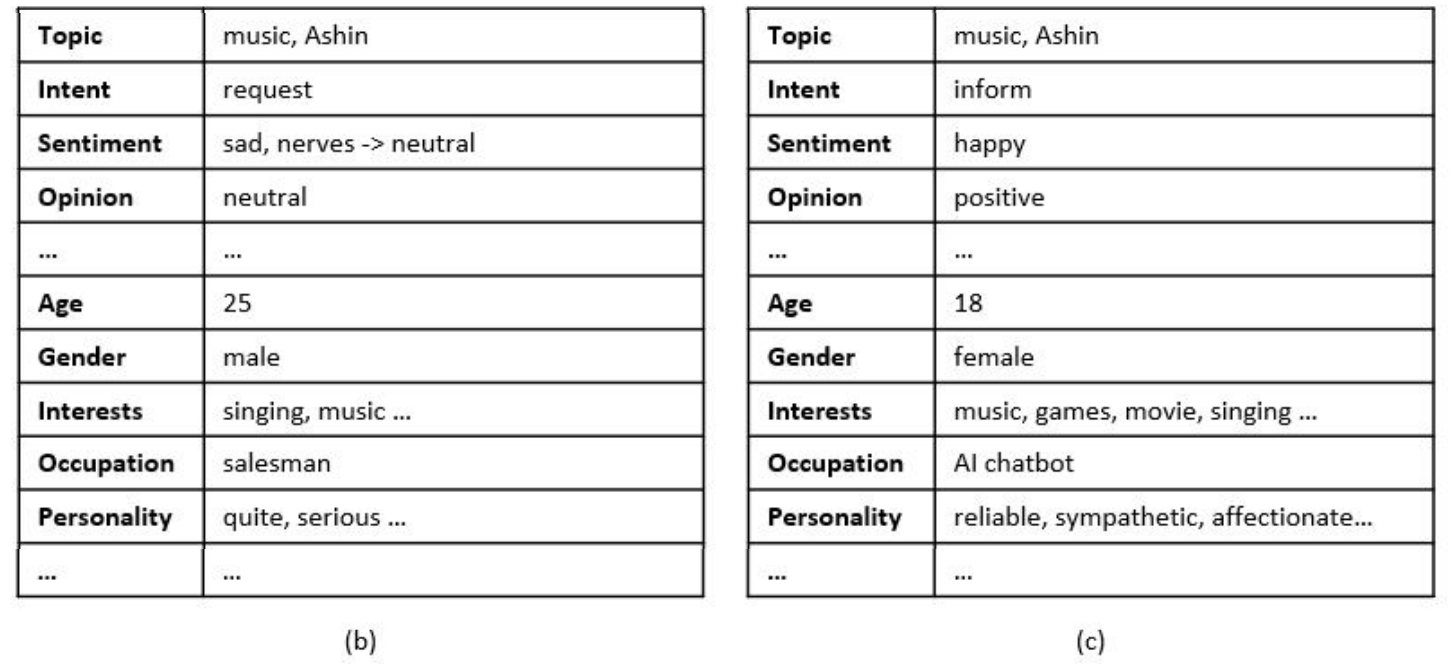 Topic music, Ashin
Intent request
Sentiment sad, nerves -> neutral
Opinion neutral
... ...
Age 25
Gender male
Interests singing, music ...
Occupation salesman
Personality quite, serious ...
... ...
(b)
Topic music, Ashin
Intent inform
Sentiment happy
Opinion positive
... ...
Age 18
Gender female
Interests music, games, movie, singing ...
Occupation AI chatbot
Personality reliable, sympathetic, affectionate...
... ...
(c)